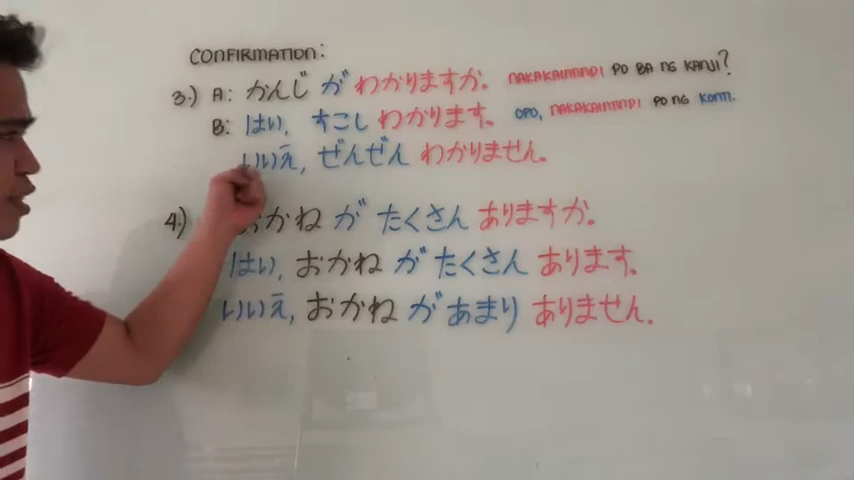 CONFIRMATION:
3.) A: かんじ が わかりますか。 NAKAKAINTINDI PO BA NG KANJI?
B: はい, すこし わかります。 OPO, NAKAKAINTINDI PO NG KONTI.
いいえ, ぜんぜん わかりません。
4.) おかね が たくさん ありますか。
はい, おかね が たくさん あります。
いいえ, おかね が あまり ありません.